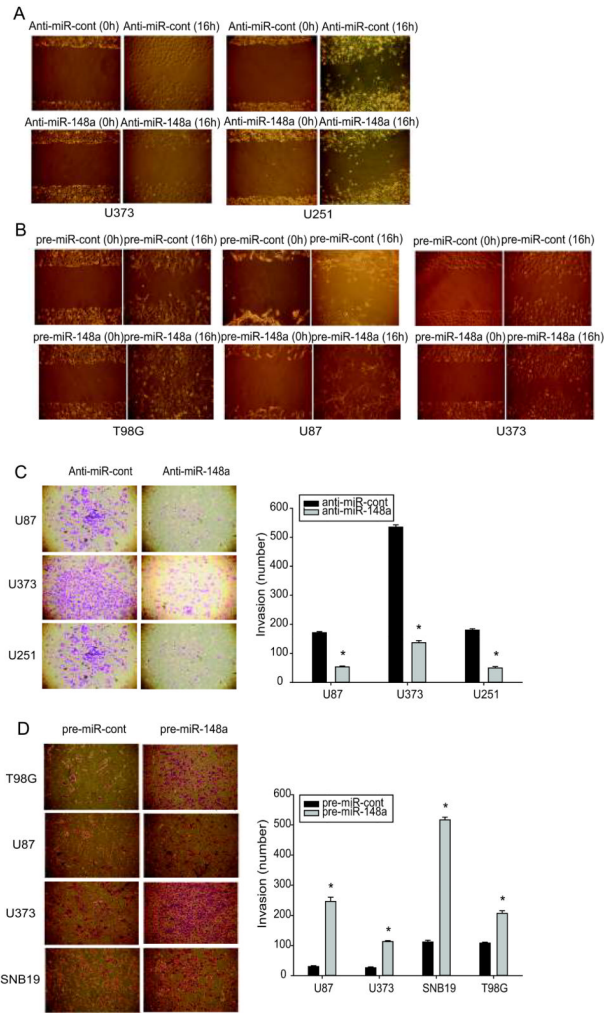 A
Anti-miR-cont (0h) Anti-miR-cont (16h) Anti-miR-cont (0h) Anti-miR-cont (16h)
Anti-miR-148a (0h) Anti-miR-148a (16h) Anti-miR-148a (0h) Anti-miR-148a (16h)
U373 U251
B
pre-miR-cont (0h) pre-miR-cont (16h) pre-miR-cont (0h) pre-miR-cont (16h) pre-miR-cont (0h) pre-miR-cont (16h)
pre-miR-148a (0h) pre-miR-148a (16h) pre-miR-148a (0h) pre-miR-148a (16h) pre-miR-148a (0h) pre-miR-148a (16h)
T98G U87 U373
C
Anti-miR-cont Anti-miR-148a
U87
U373
U251
anti-miR-cont
anti-miR-148a
Invasion (number)
600
500
400
300
200
100
0
* * *
U87 U373 U251
D
pre-miR-cont pre-miR-148a
T98G
U87
U373
SNB19
pre-miR-cont
pre-miR-148a
Invasion (number)
600
500
400
300
200
100
0
* * * *
U87 U373 SNB19 T98G